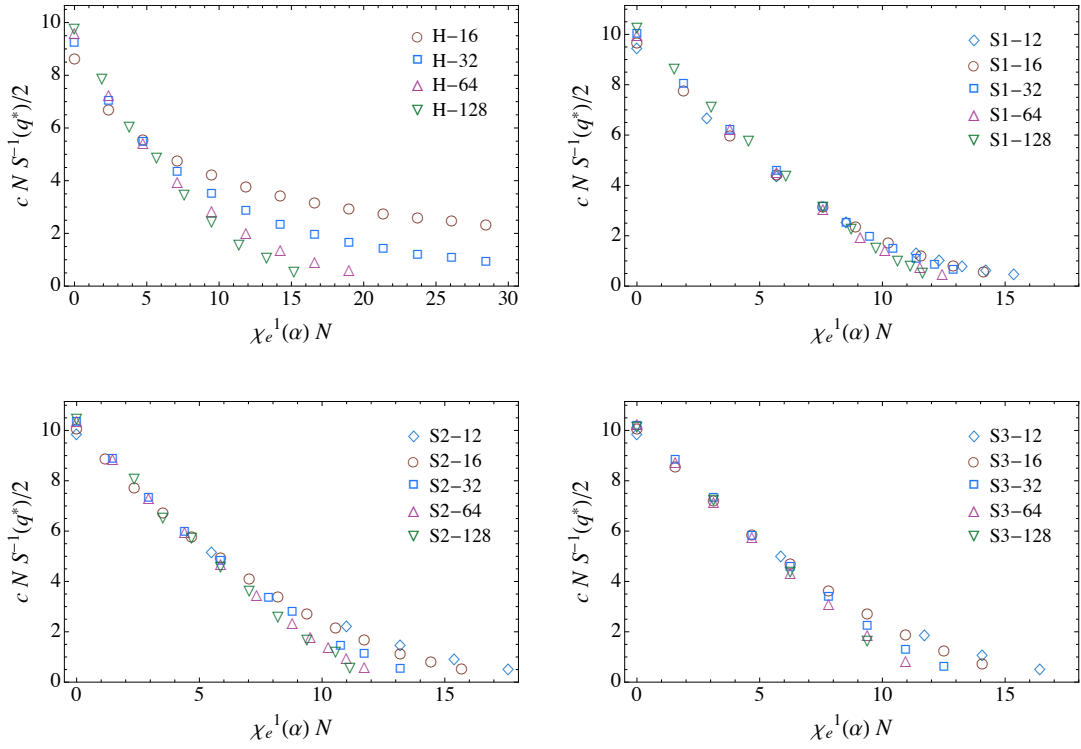 c N S⁻¹(q*)/2
10
8
6
4
2
0
0 5 10 15 20 25 30
χₑ¹(α) N
H−16
H−32
H−64
H−128
c N S⁻¹(q*)/2
10
8
6
4
2
0
0 5 10 15
χₑ¹(α) N
S1−12
S1−16
S1−32
S1−64
S1−128
c N S⁻¹(q*)/2
10
8
6
4
2
0
0 5 10 15
χₑ¹(α) N
S2−12
S2−16
S2−32
S2−64
S2−128
c N S⁻¹(q*)/2
10
8
6
4
2
0
0 5 10 15
χₑ¹(α) N
S3−12
S3−16
S3−32
S3−64
S3−128